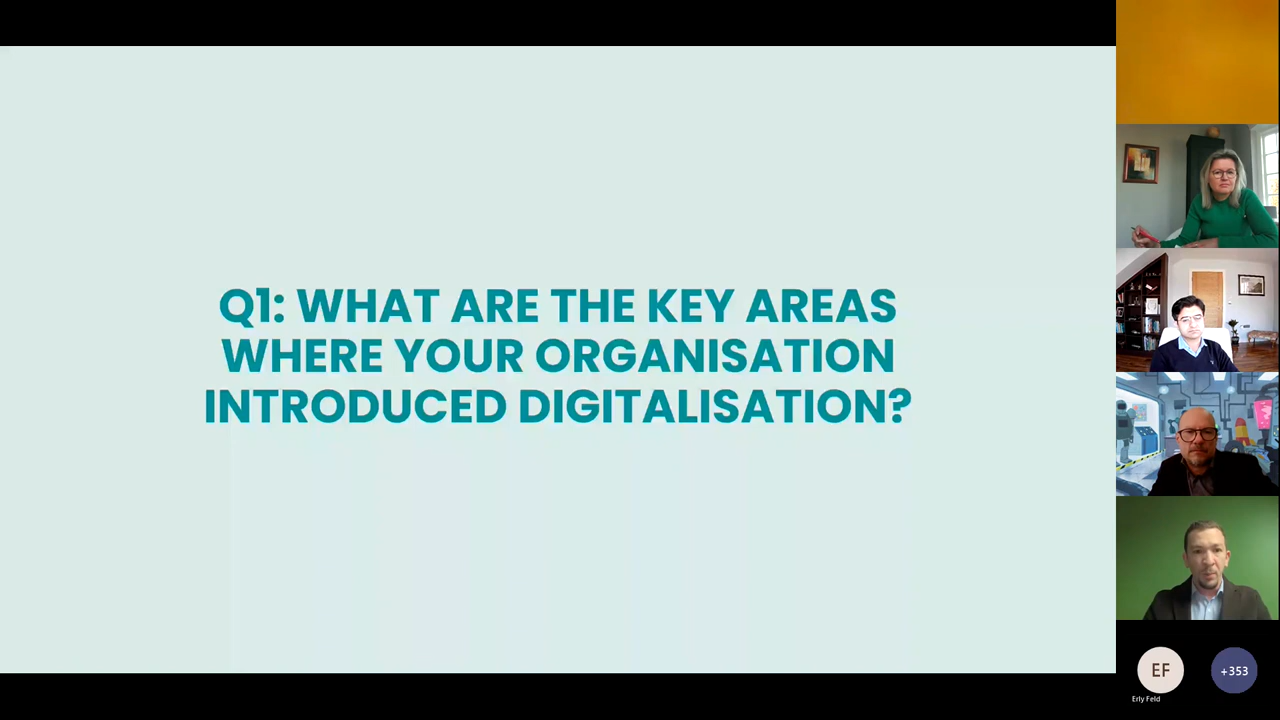 Q1: WHAT ARE THE KEY AREAS
WHERE YOUR ORGANISATION
INTRODUCED DIGITALISATION?
EF
+353
Erly Feld